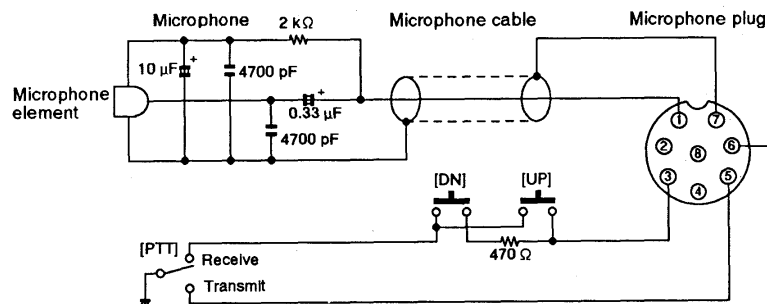 Microphone
Microphone cable
Microphone plug
2 kΩ
10 µF
+
4700 pF
+
Microphone
element
0.33 µF
4700 pF
① ⑦
② ⑧ ⑥
③ ④ ⑤
[DN]
[UP]
470 Ω
[PTT]
Receive
Transmit